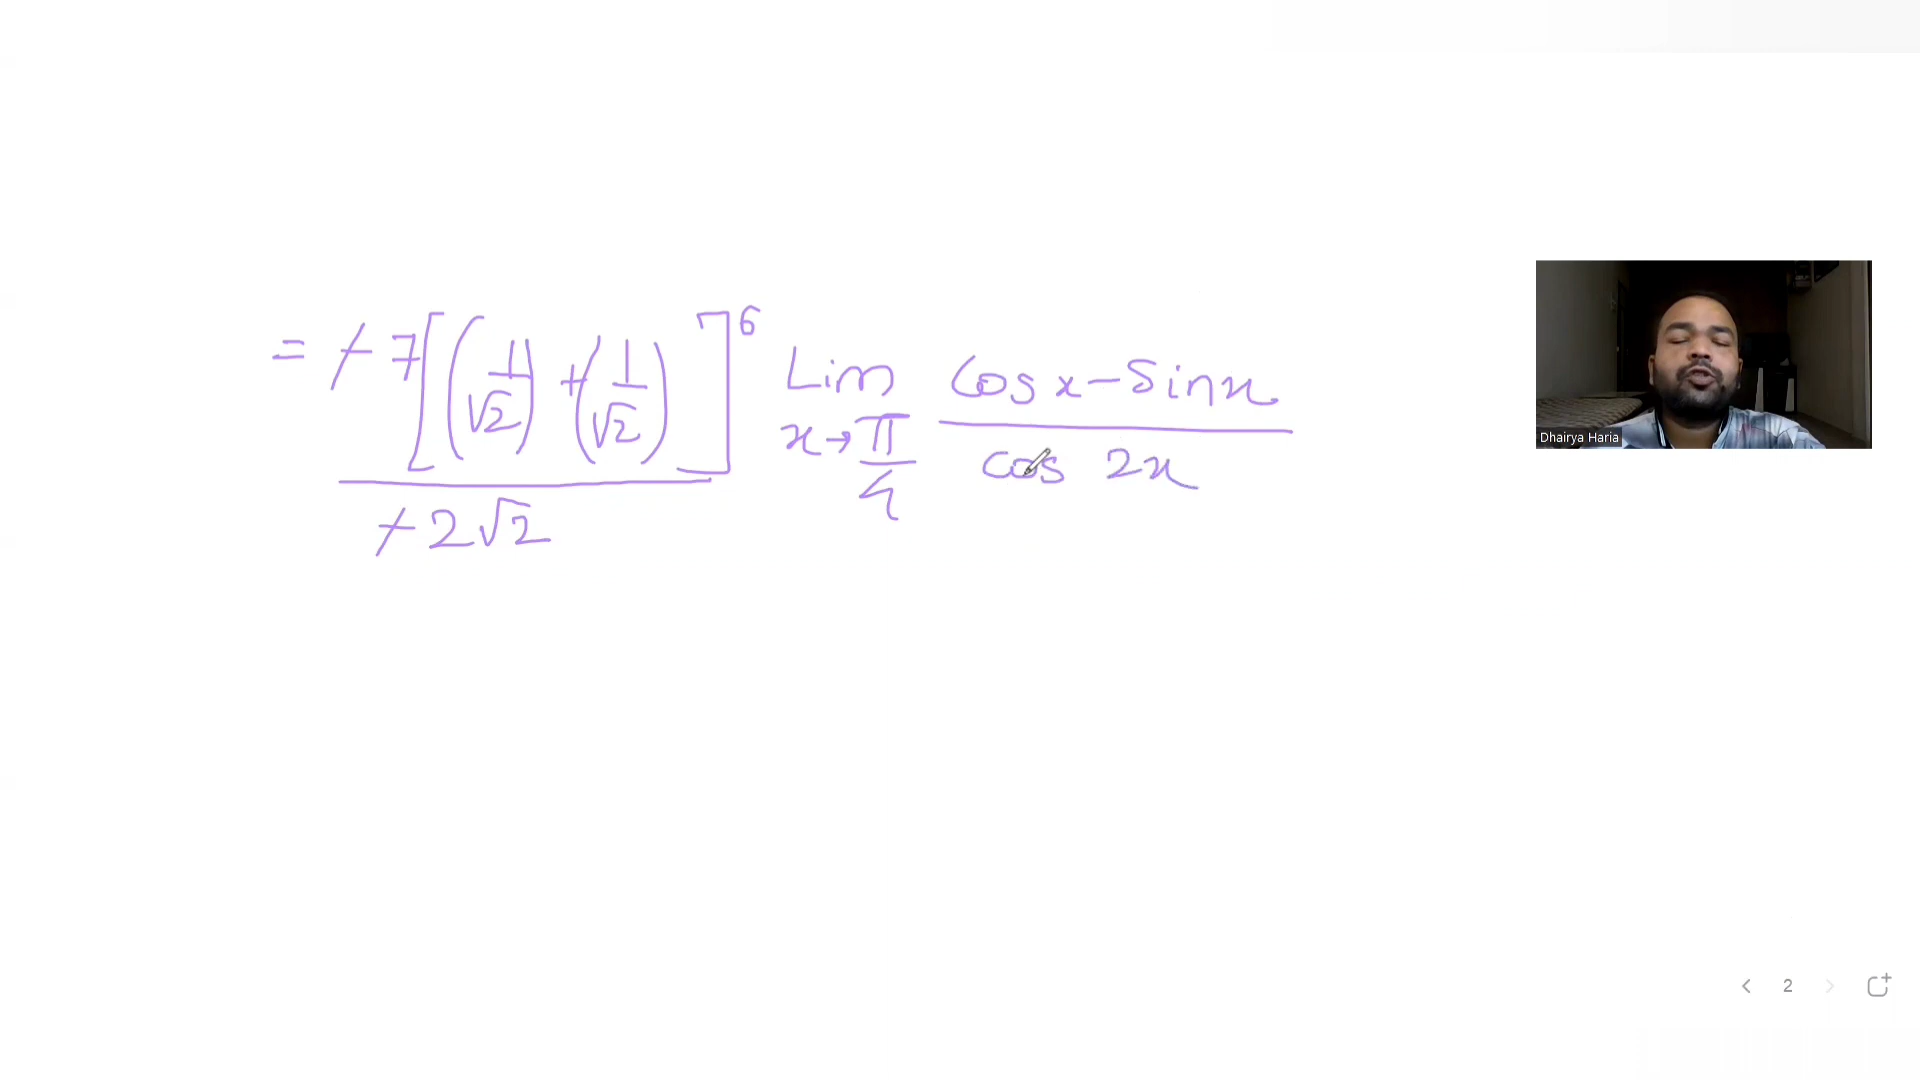 = - 7 [(1/√2) + (1/√2)]^6 / - 2√2 Lim x→π/4 cos x - sin x / cos 2x
Dhairya Haria
2